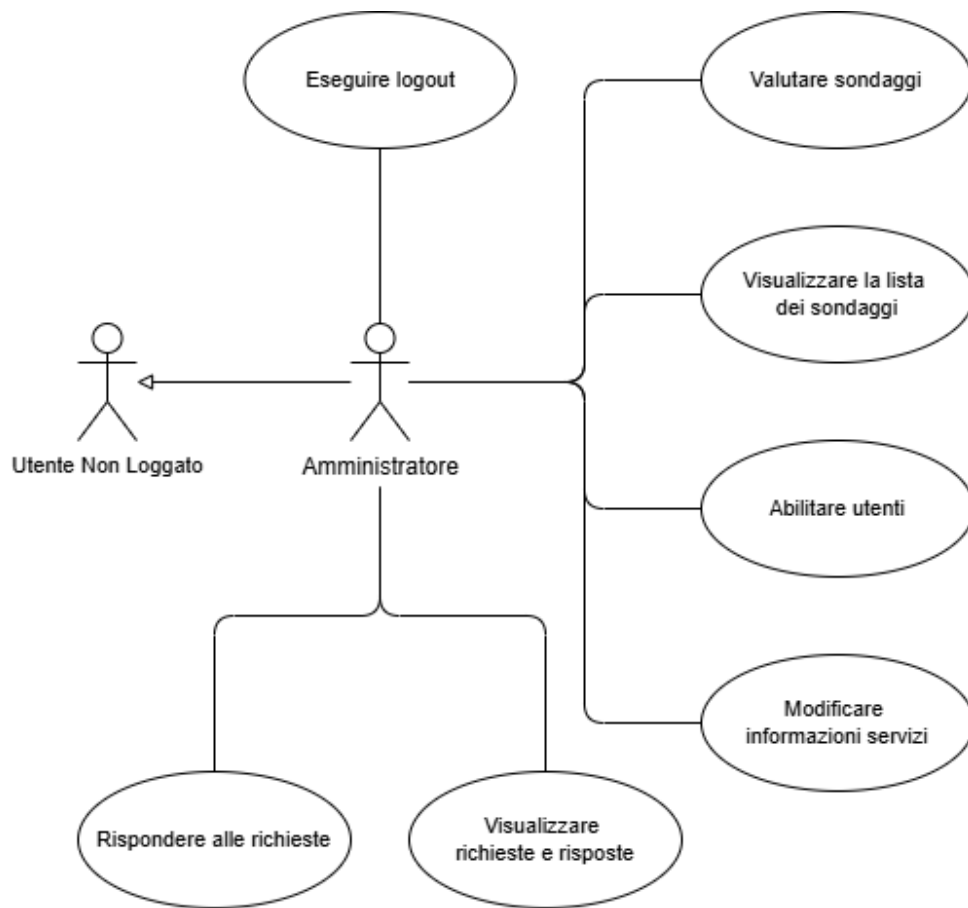 Eseguire logout
Valutare sondaggi
Visualizzare la lista
dei sondaggi
Utente Non Loggato
Amministratore
Abilitare utenti
Modificare
informazioni servizi
Rispondere alle richieste
Visualizzare
richieste e risposte